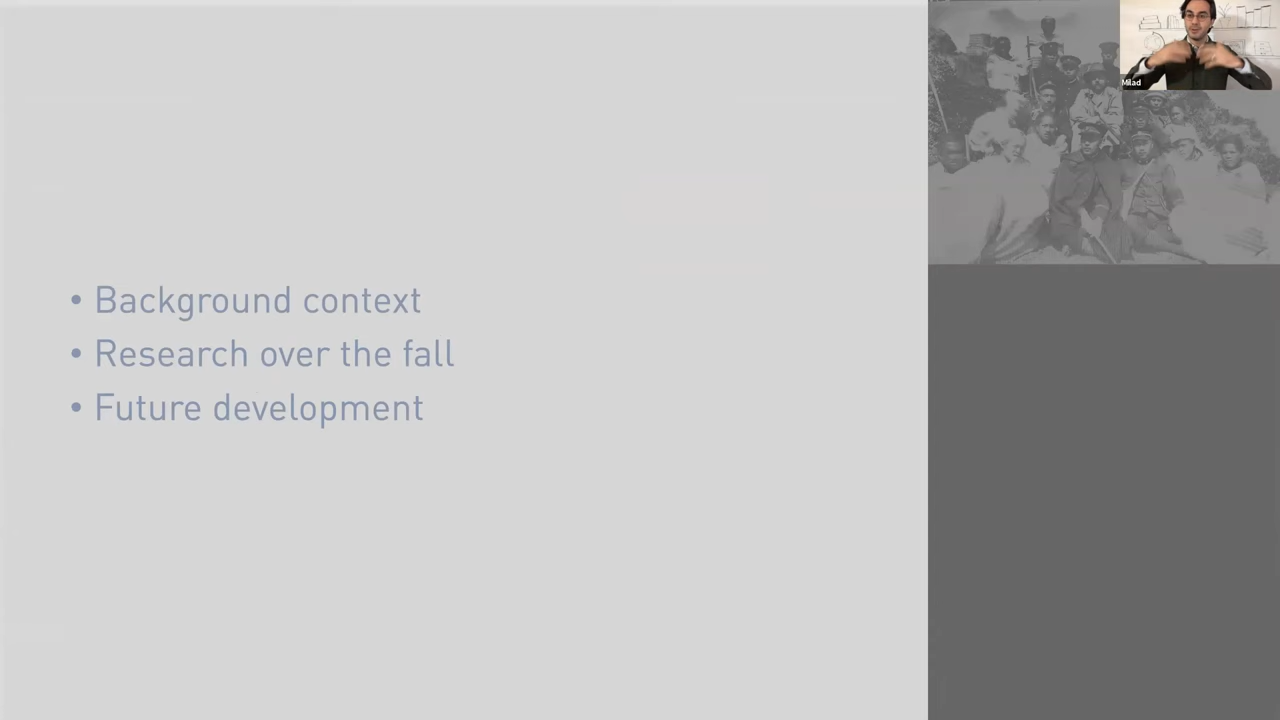 Milad
• Background context
• Research over the fall
• Future development